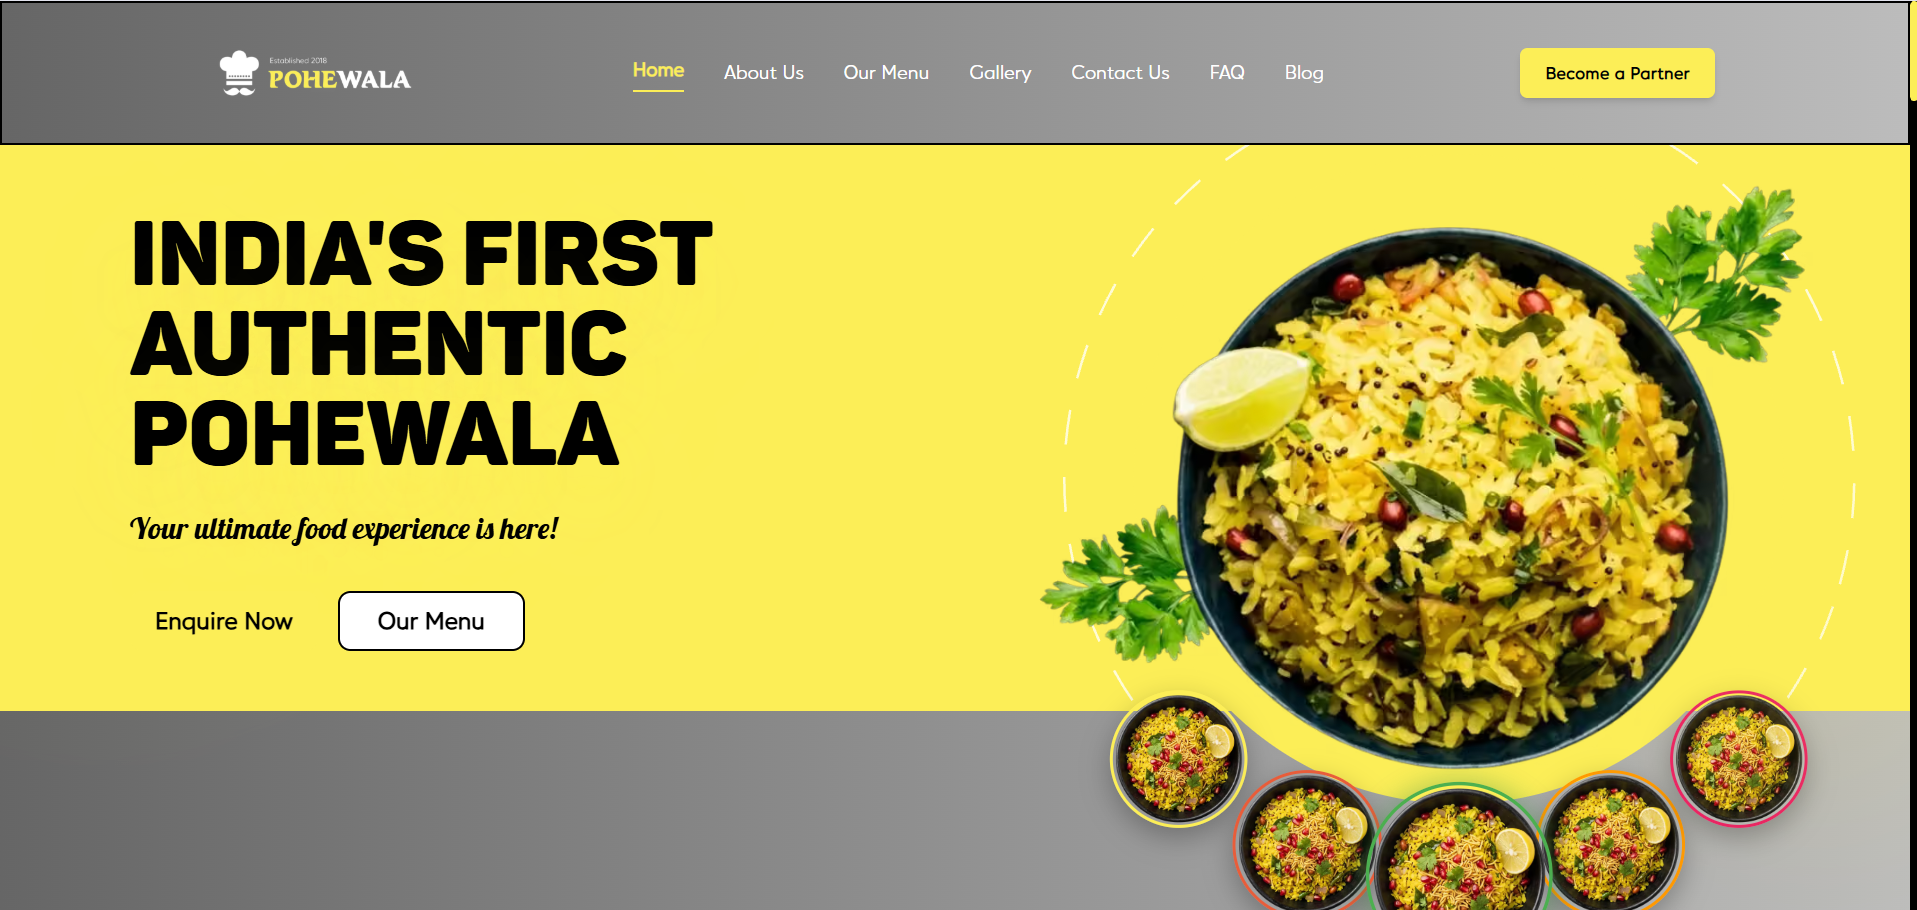 Established 2018
POHEWALA
Home
About Us
Our Menu
Gallery
Contact Us
FAQ
Blog
Become a Partner
INDIA'S FIRST
AUTHENTIC
POHEWALA
Your ultimate food experience is here!
Enquire Now
Our Menu